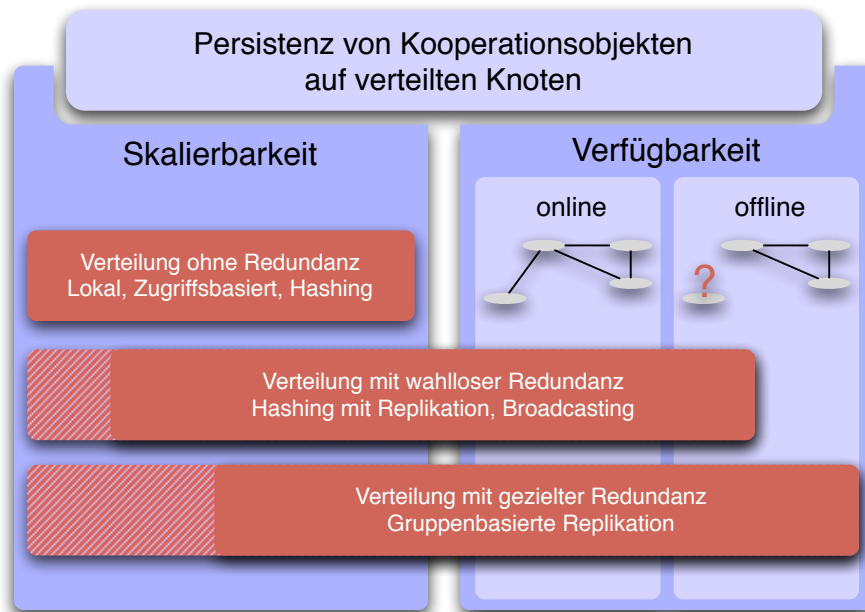 Persistenz von Kooperationsobjekten
auf verteilten Knoten
Skalierbarkeit
Verfügbarkeit
online
offline
Verteilung ohne Redundanz
Lokal, Zugriffsbasiert, Hashing
?
Verteilung mit wahlloser Redundanz
Hashing mit Replikation, Broadcasting
Verteilung mit gezielter Redundanz
Gruppenbasierte Replikation